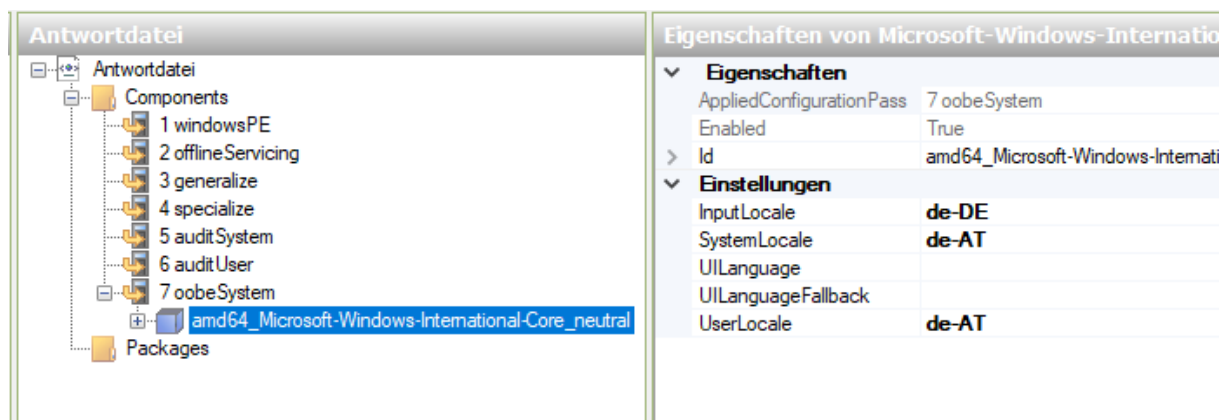 Antwortdatei
Antwortdatei
Components
1 windowsPE
2 offlineServicing
3 generalize
4 specialize
5 auditSystem
6 auditUser
7 oobeSystem
amd64_Microsoft-Windows-International-Core_neutral
Packages
Eigenschaften von Microsoft-Windows-Internatio
Eigenschaften
AppliedConfigurationPass 7 oobeSystem
Enabled True
Id amd64_Microsoft-Windows-Internati
Einstellungen
InputLocale de-DE
SystemLocale de-AT
UILanguage
UILanguageFallback
UserLocale de-AT